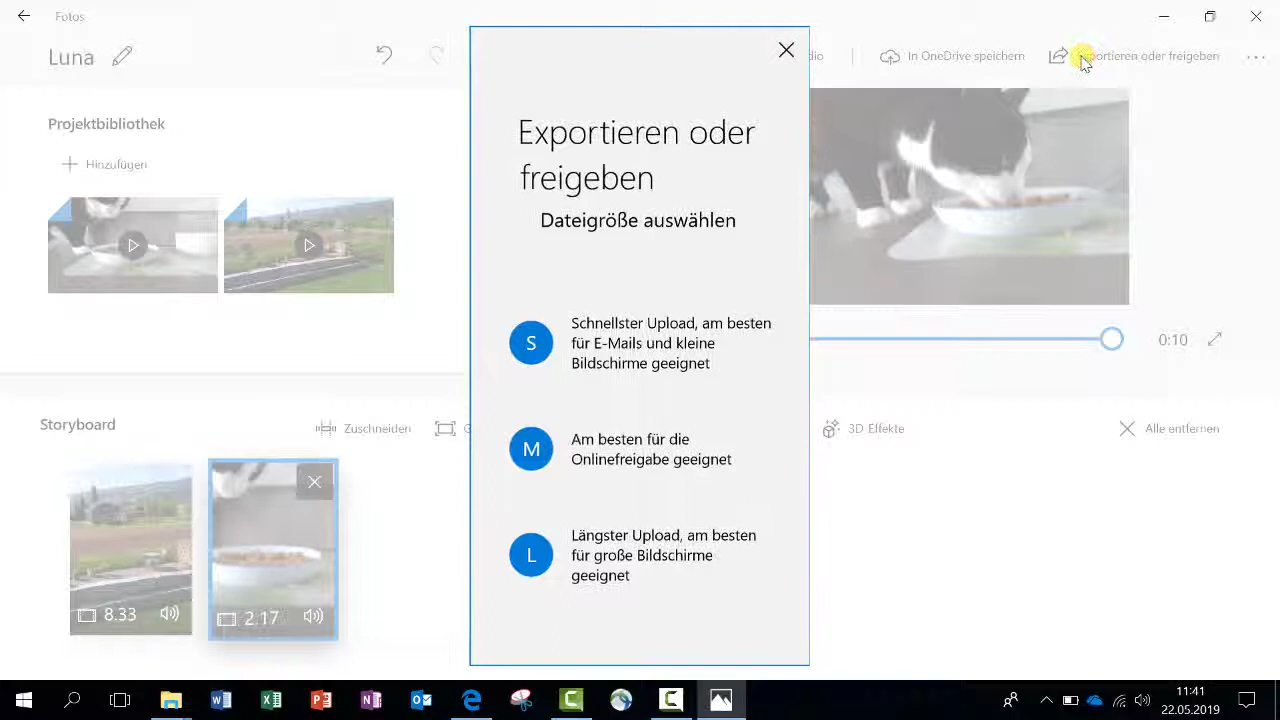 Fotos
Luna
dio
In OneDrive speichern
portieren oder freigeben
Projektbibliothek
Hinzufügen
Exportieren oder
freigeben
Dateigröße auswählen
S
Schnellster Upload, am besten
für E-Mails und kleine
Bildschirme geeignet
M
Am besten für die
Onlinefreigabe geeignet
L
Längster Upload, am besten
für große Bildschirme
geeignet
0:10
Storyboard
Zuschneiden
G
3D Effekte
Alle entfernen
8.33
2.17
11:41
22.05.2019